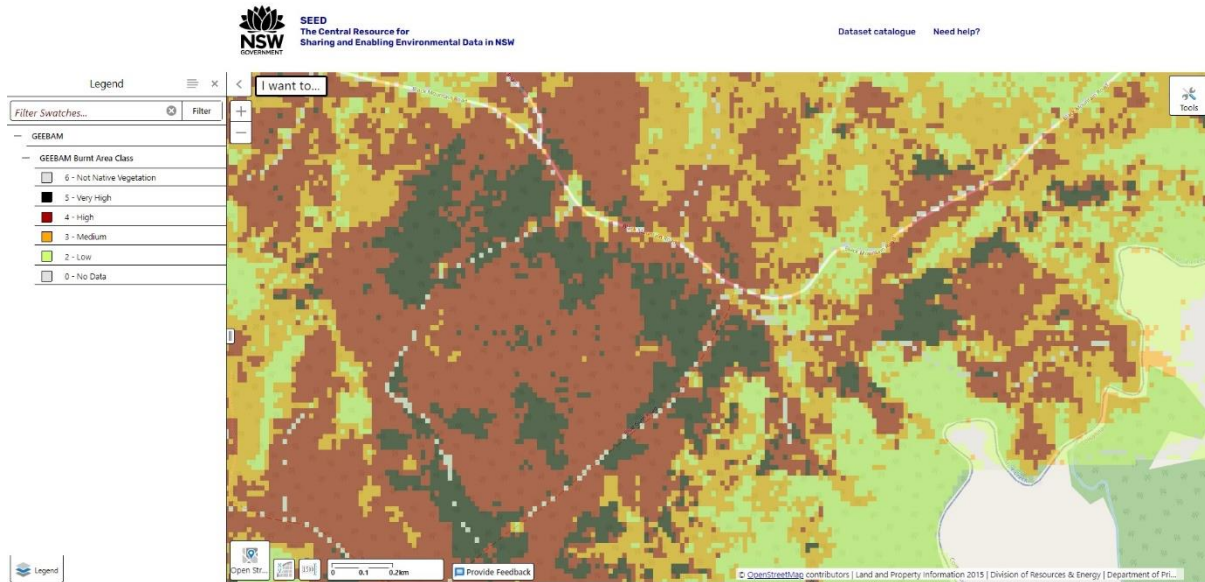 SEED
The Central Resource for
Sharing and Enabling Environmental Data in NSW
NSW
GOVERNMENT
Dataset catalogue
Need help?
Legend
I want to...
Tools
Filter Swatches...
Filter
GEEBAM
GEEBAM Burnt Area Class
6 - Not Native Vegetation
5 - Very High
4 - High
3 - Medium
2 - Low
0 - No Data
Open Str...
0 0.1 0.2km
Provide Feedback
© OpenStreetMap contributors | Land and Property Information 2015 | Division of Resources & Energy | Department of Pri...
Legend